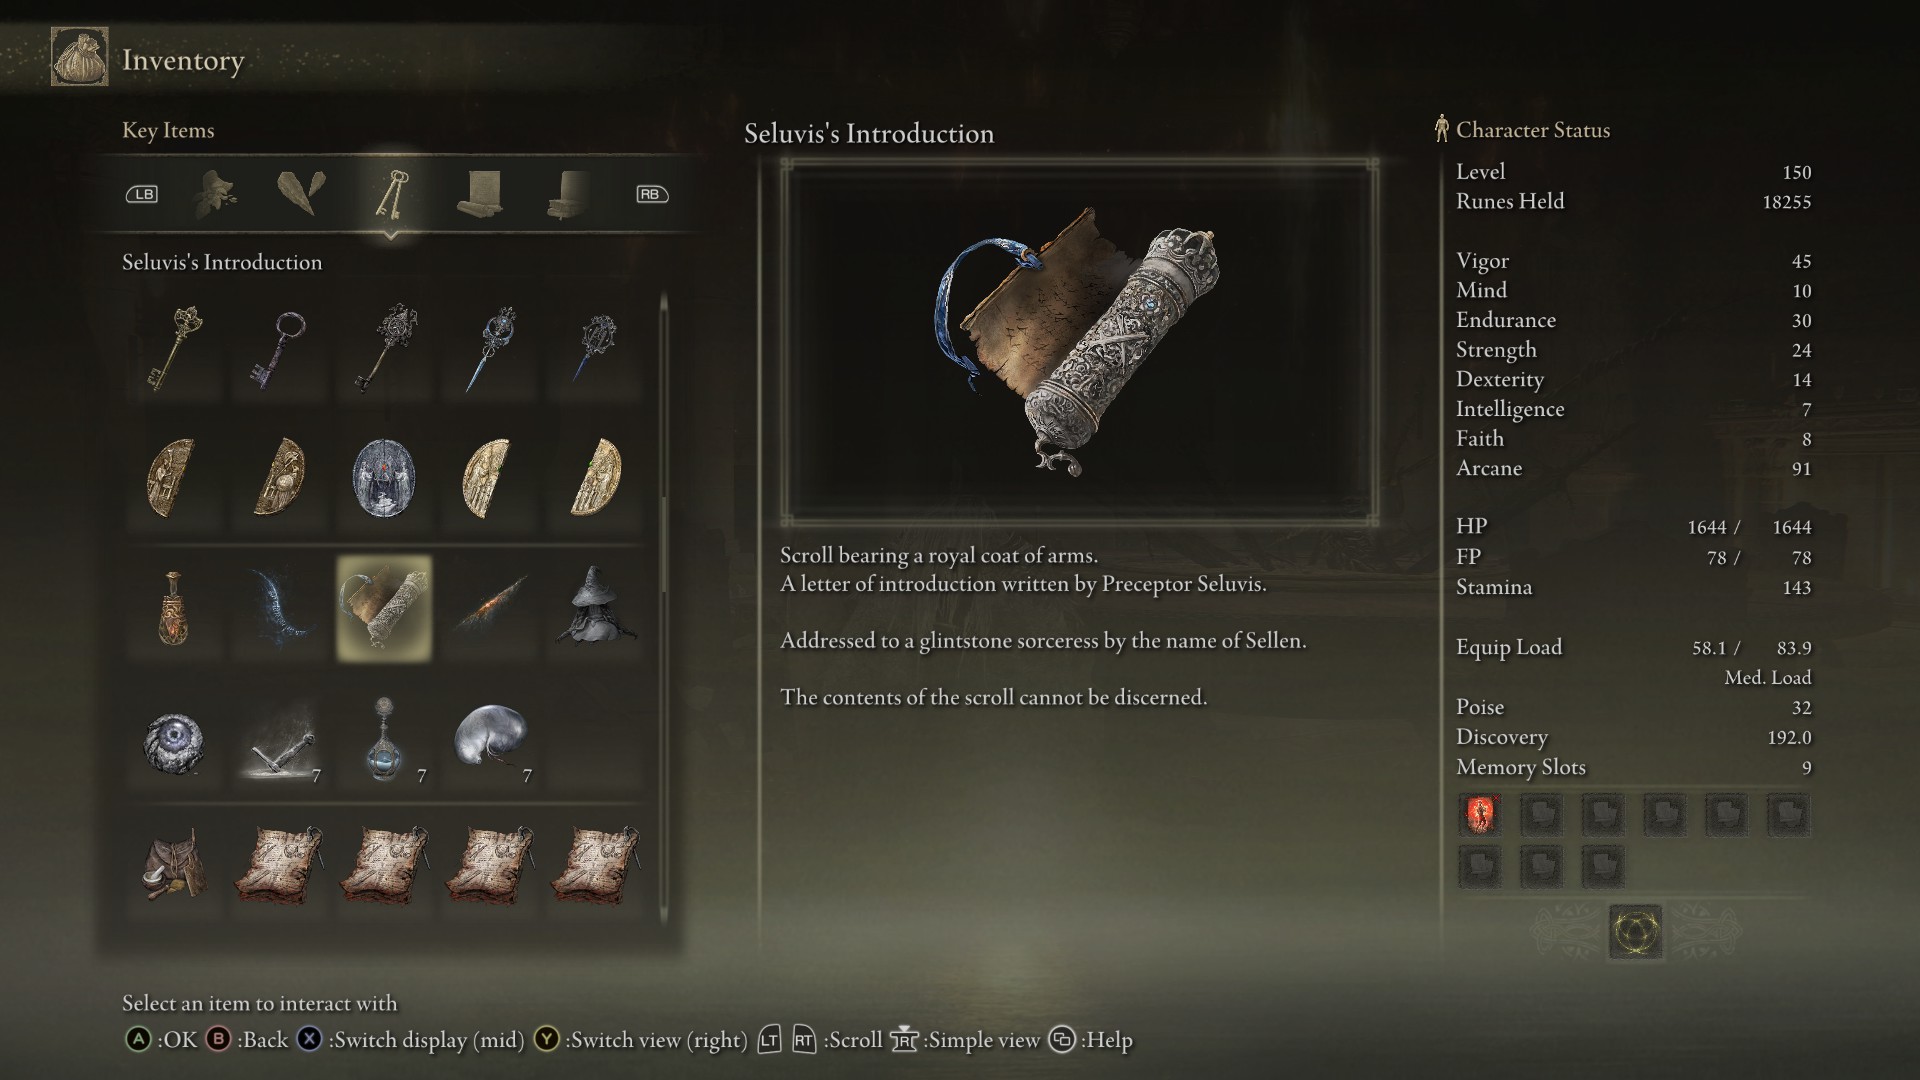 Inventory
Key Items
LB
RB
Seluvis's Introduction
7
7
7
Seluvis's Introduction
Scroll bearing a royal coat of arms.
A letter of introduction written by Preceptor Seluvis.
Addressed to a glintstone sorceress by the name of Sellen.
The contents of the scroll cannot be discerned.
Character Status
Level 150
Runes Held 18255
Vigor 45
Mind 10
Endurance 30
Strength 24
Dexterity 14
Intelligence 7
Faith 8
Arcane 91
HP 1644 / 1644
FP 78 / 78
Stamina 143
Equip Load 58.1 / 83.9
Med. Load
Poise 32
Discovery 192.0
Memory Slots 9
Select an item to interact with
A :OK B :Back X :Switch display (mid) Y :Switch view (right) LT RT :Scroll R :Simple view :Help